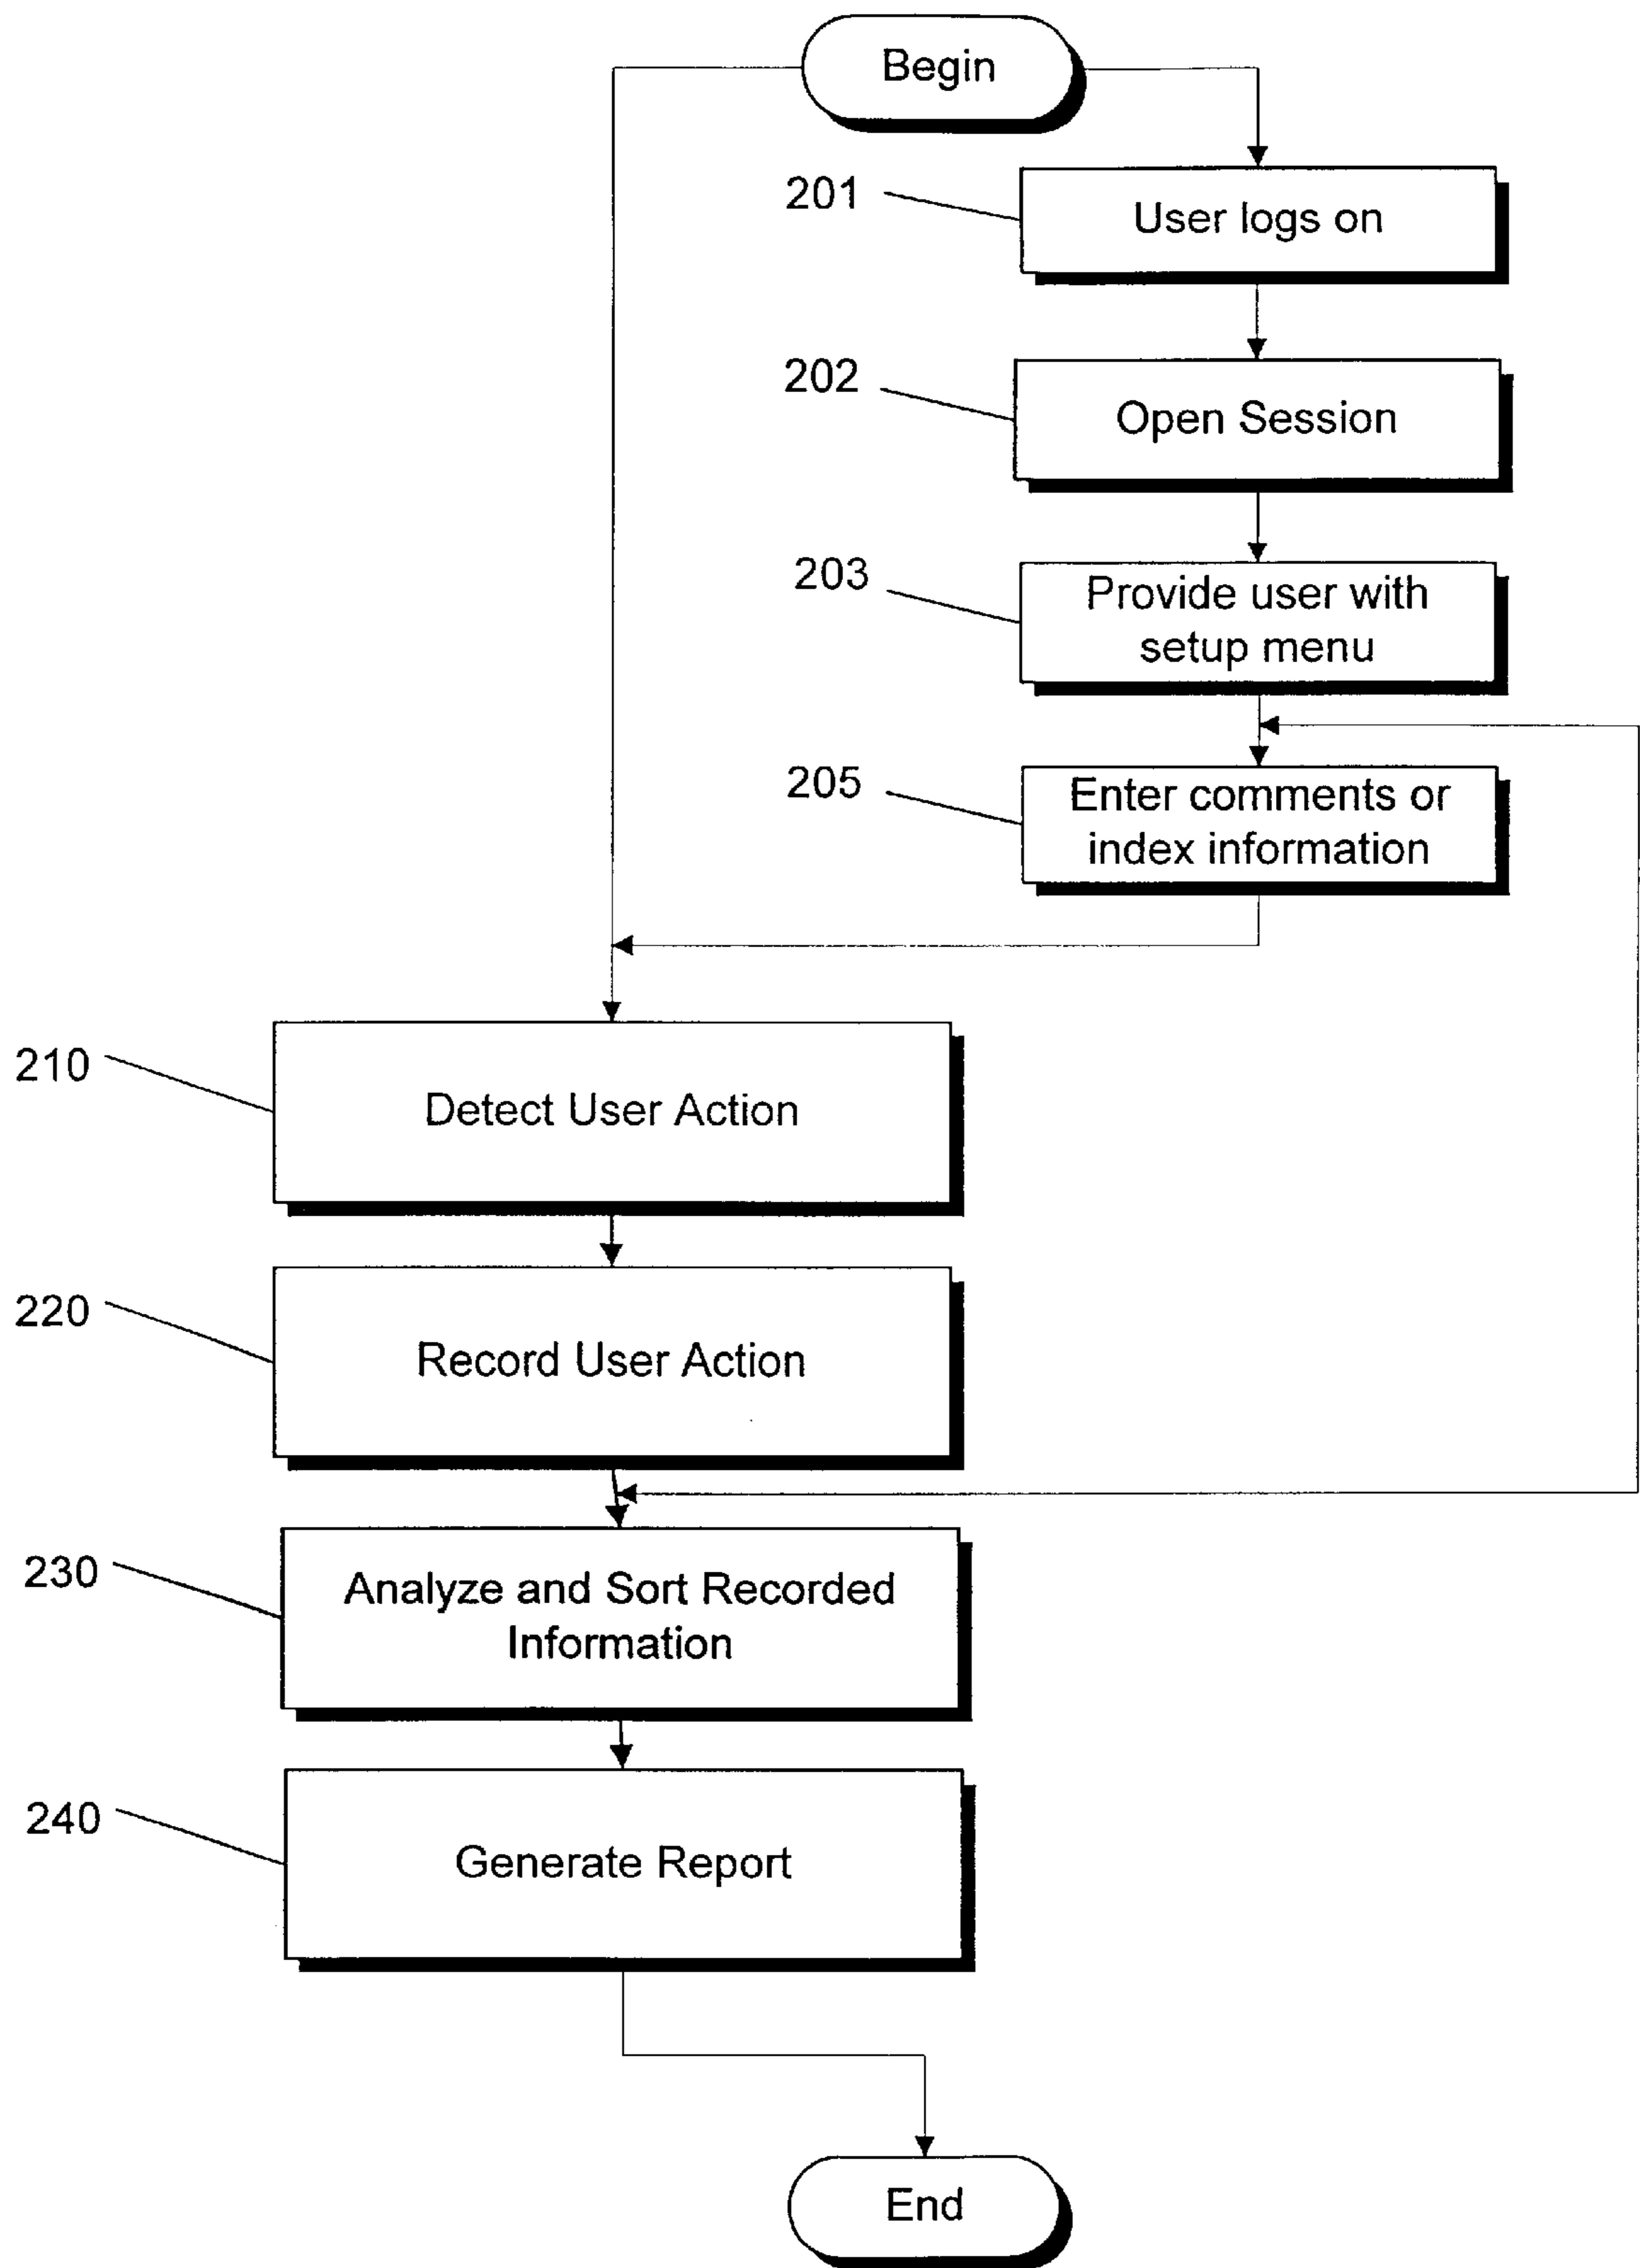 Begin
201
User logs on
202
Open Session
203
Provide user with
setup menu
205
Enter comments or
index information
210
Detect User Action
220
Record User Action
230
Analyze and Sort Recorded
Information
240
Generate Report
End